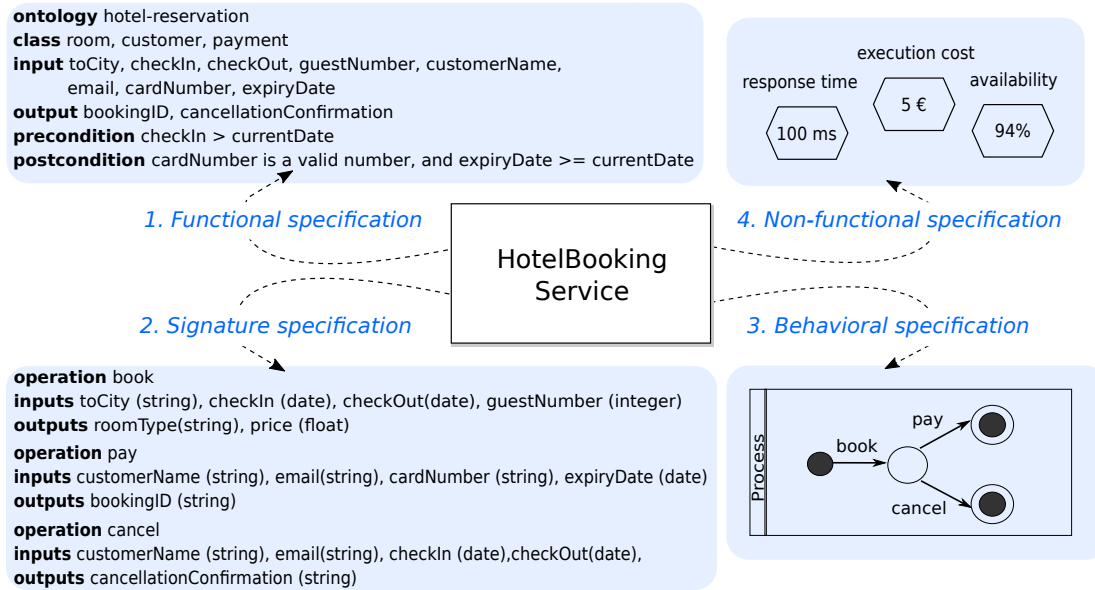 ontology hotel-reservation
class room, customer, payment
input toCity, checkIn, checkOut, guestNumber, customerName,
email, cardNumber, expiryDate
output bookingID, cancellationConfirmation
precondition checkIn > currentDate
postcondition cardNumber is a valid number, and expiryDate >= currentDate
execution cost
response time
availability
5 €
100 ms
94%
1. Functional specification
4. Non-functional specification
HotelBooking
Service
2. Signature specification
3. Behavioral specification
operation book
inputs toCity (string), checkIn (date), checkOut(date), guestNumber (integer)
outputs roomType(string), price (float)
operation pay
inputs customerName (string), email(string), cardNumber (string), expiryDate (date)
outputs bookingID (string)
operation cancel
inputs customerName (string), email(string), checkIn (date),checkOut(date),
outputs cancellationConfirmation (string)
Process
book
pay
cancel